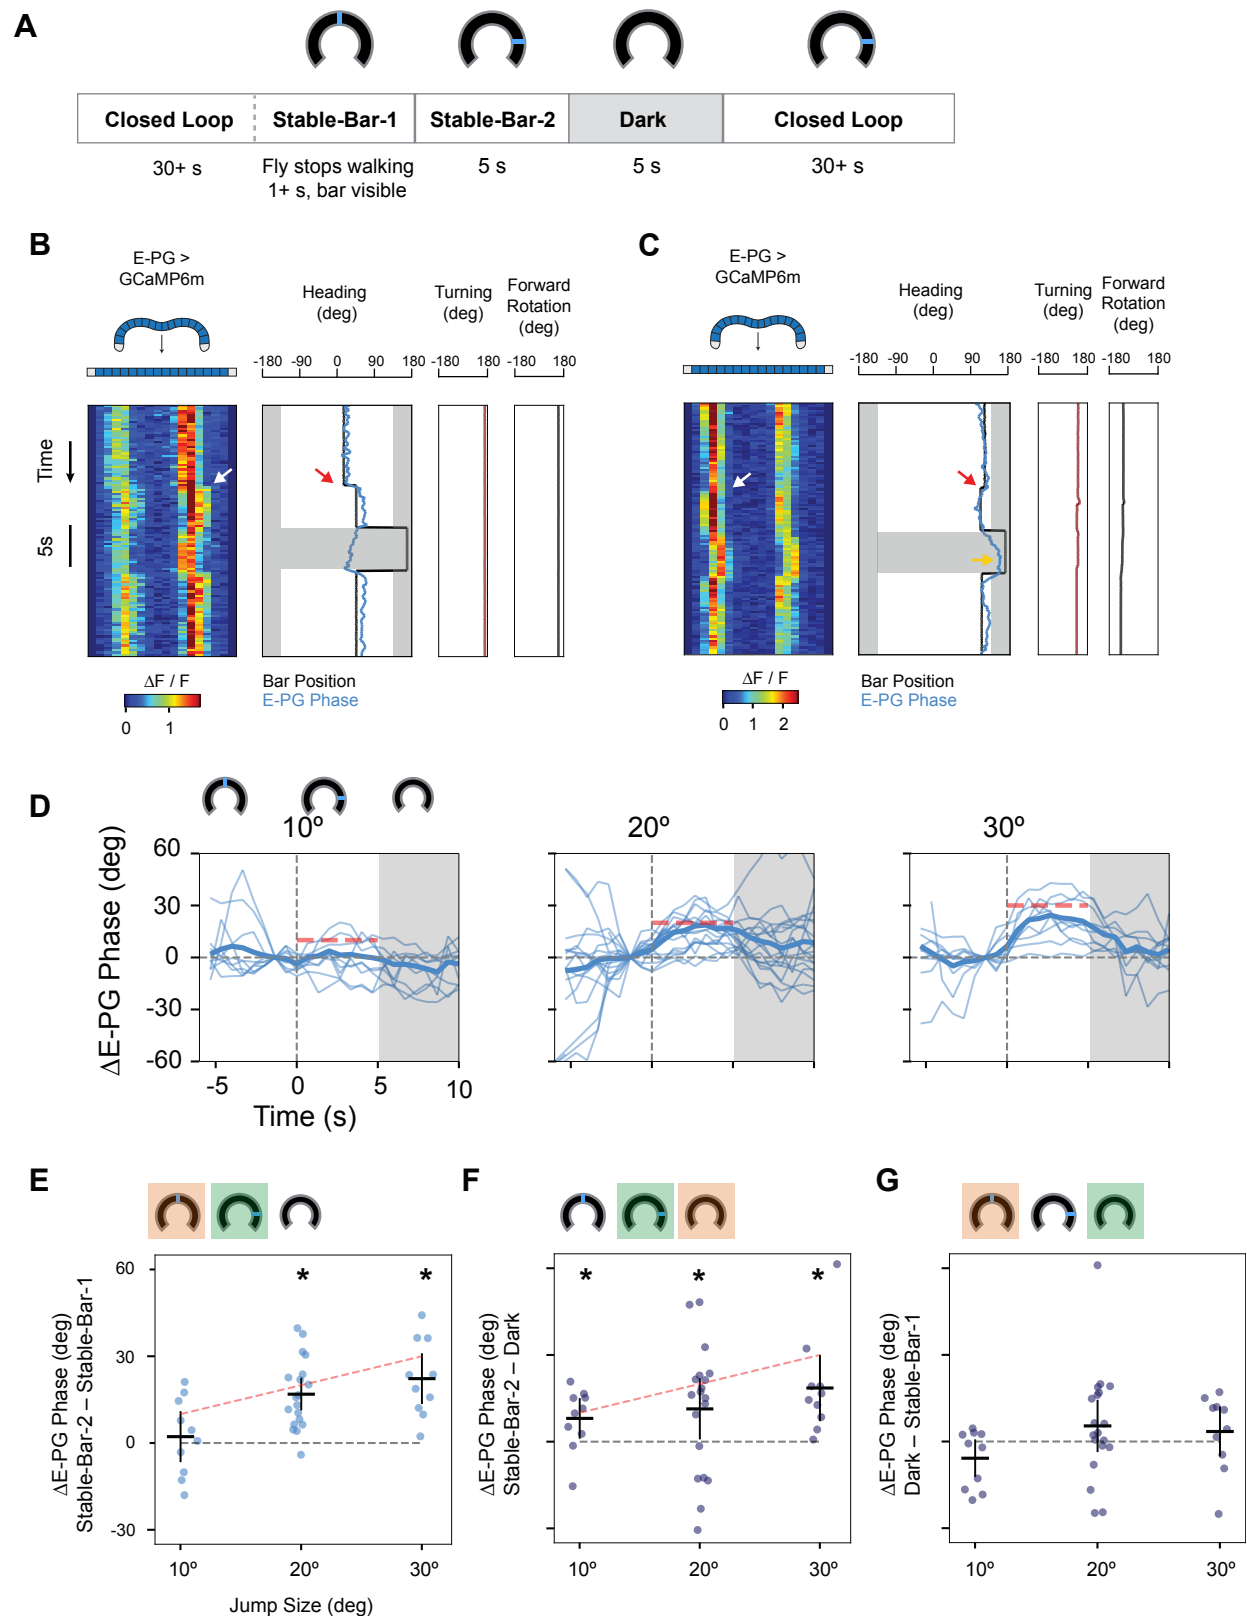 A
Closed Loop
Stable-Bar-1
Stable-Bar-2
Dark
Closed Loop
30+ s
Fly stops walking
1+ s, bar visible
5 s
5 s
30+ s
B
E-PG >
GCaMP6m
Heading
(deg)
Turning
(deg)
Forward
Rotation
(deg)
-180 -90 0 90 180
-180 180
-180 180
Time
5s
ΔF / F
0 1
Bar Position
E-PG Phase
C
E-PG >
GCaMP6m
Heading
(deg)
Turning
(deg)
Forward
Rotation
(deg)
-180 -90 0 90 180
-180 180
-180 180
ΔF / F
0 1 2
Bar Position
E-PG Phase
D
10º
20º
30º
ΔE-PG Phase (deg)
60
30
0
-30
-60
-5 0 5 10
Time (s)
E
ΔE-PG Phase (deg)
Stable-Bar-2 – Stable-Bar-1
60
30
0
-30
* *
10º 20º 30º
Jump Size (deg)
F
ΔE-PG Phase (deg)
Stable-Bar-2 – Dark
* * *
10º 20º 30º
G
ΔE-PG Phase (deg)
Dark – Stable-Bar-1
10º 20º 30º